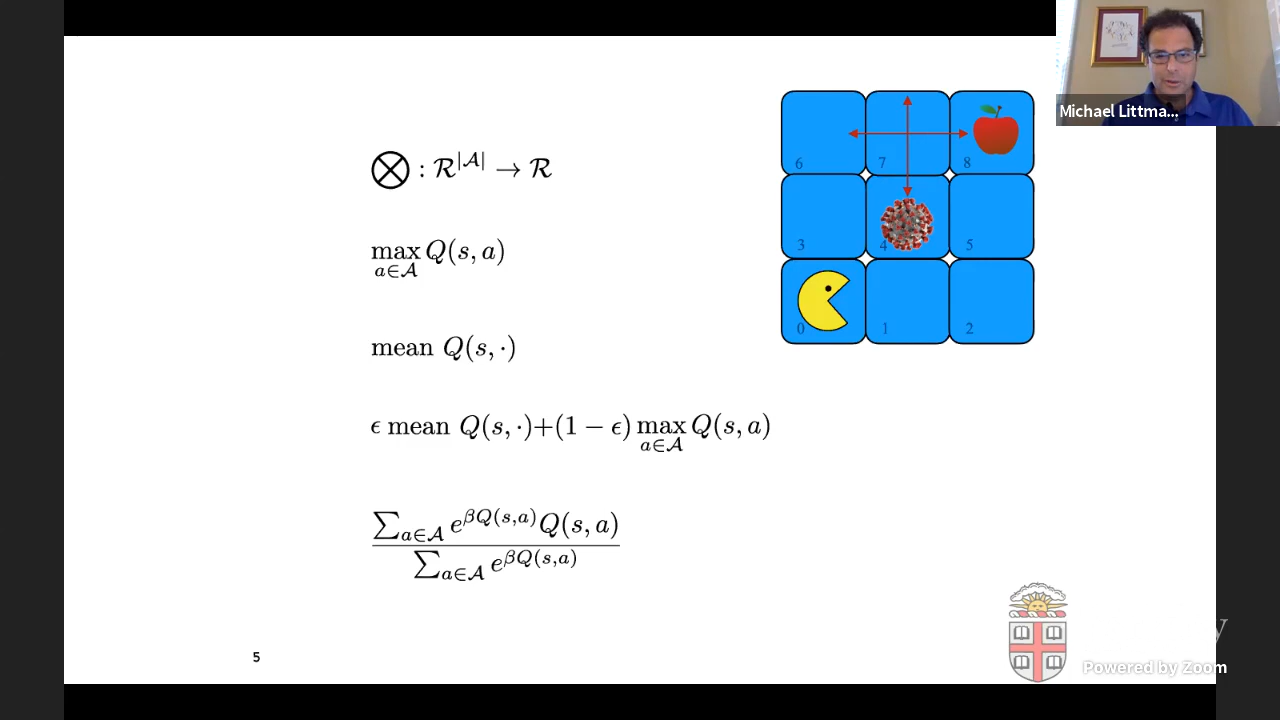 Michael Littma...
⊗ : ℛ^|𝒜| → ℛ
max_{a∈𝒜} Q(s, a)
mean Q(s, ·)
ϵ mean Q(s, ·)+(1 − ϵ) max_{a∈𝒜} Q(s, a)
∑_{a∈𝒜} e^{βQ(s,a)} Q(s, a)
∑_{a∈𝒜} e^{βQ(s,a)}
6 7 8
3 4 5
0 1 2
5
y
Powered by Zoom